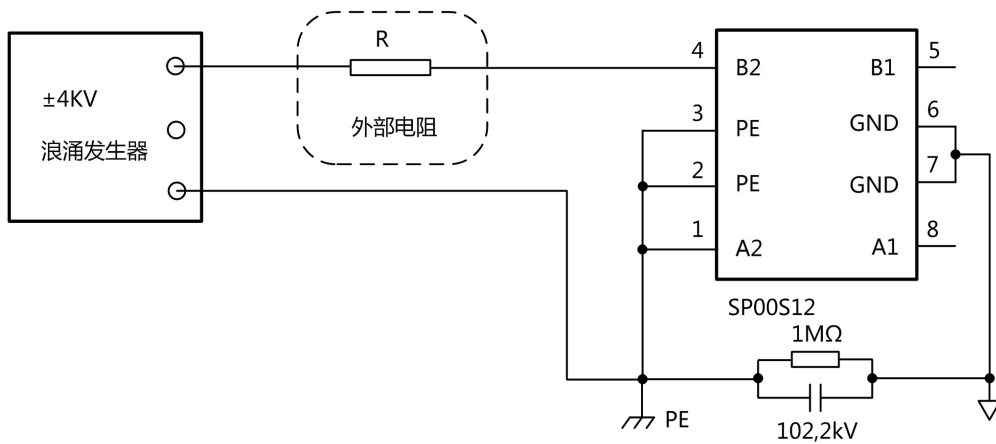 R
±4KV
浪涌发生器
外部电阻
4
B2
B1
5
3
PE
GND
6
2
PE
GND
7
1
A2
A1
8
SP00S12
1MΩ
PE
102,2kV